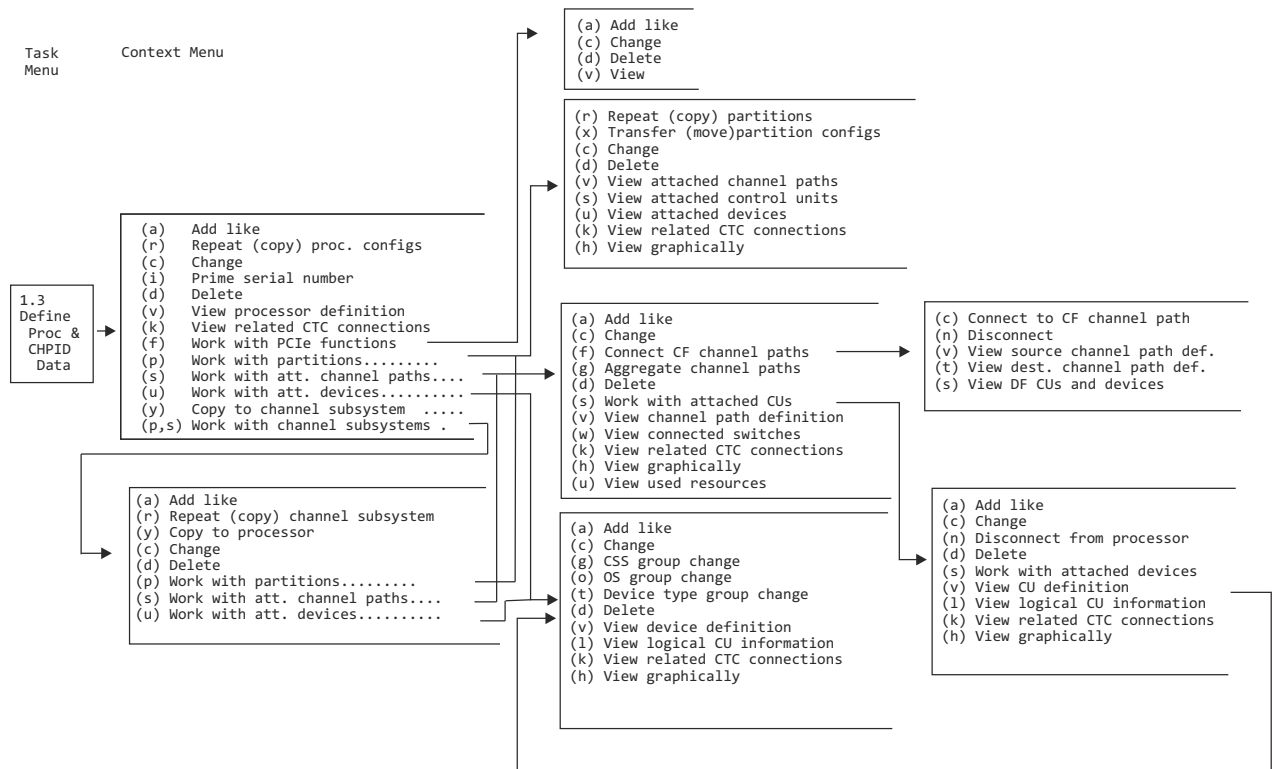 Task
Menu
Context Menu
(a) Add like
(c) Change
(d) Delete
(v) View
(r) Repeat (copy) partitions
(x) Transfer (move)partition configs
(c) Change
(d) Delete
(v) View attached channel paths
(s) View attached control units
(u) View attached devices
(k) View related CTC connections
(h) View graphically
1.3
Define
Proc &
CHPID
Data
(a) Add like
(r) Repeat (copy) proc. configs
(c) Change
(i) Prime serial number
(d) Delete
(v) View processor definition
(k) View related CTC connections
(f) Work with PCIe functions
(p) Work with partitions.........
(s) Work with att. channel paths....
(u) Work with att. devices..........
(y) Copy to channel subsystem .....
(p,s) Work with channel subsystems .
(a) Add like
(c) Change
(f) Connect CF channel paths
(g) Aggregate channel paths
(d) Delete
(s) Work with attached CUs
(v) View channel path definition
(w) View connected switches
(k) View related CTC connections
(h) View graphically
(u) View used resources
(c) Connect to CF channel path
(n) Disconnect
(v) View source channel path def.
(t) View dest. channel path def.
(s) View DF CUs and devices
(a) Add like
(r) Repeat (copy) channel subsystem
(y) Copy to processor
(c) Change
(d) Delete
(p) Work with partitions.........
(s) Work with att. channel paths....
(u) Work with att. devices..........
(a) Add like
(c) Change
(g) CSS group change
(o) OS group change
(t) Device type group change
(d) Delete
(v) View device definition
(l) View logical CU information
(k) View related CTC connections
(h) View graphically
(a) Add like
(c) Change
(n) Disconnect from processor
(d) Delete
(s) Work with attached devices
(v) View CU definition
(l) View logical CU information
(k) View related CTC connections
(h) View graphically